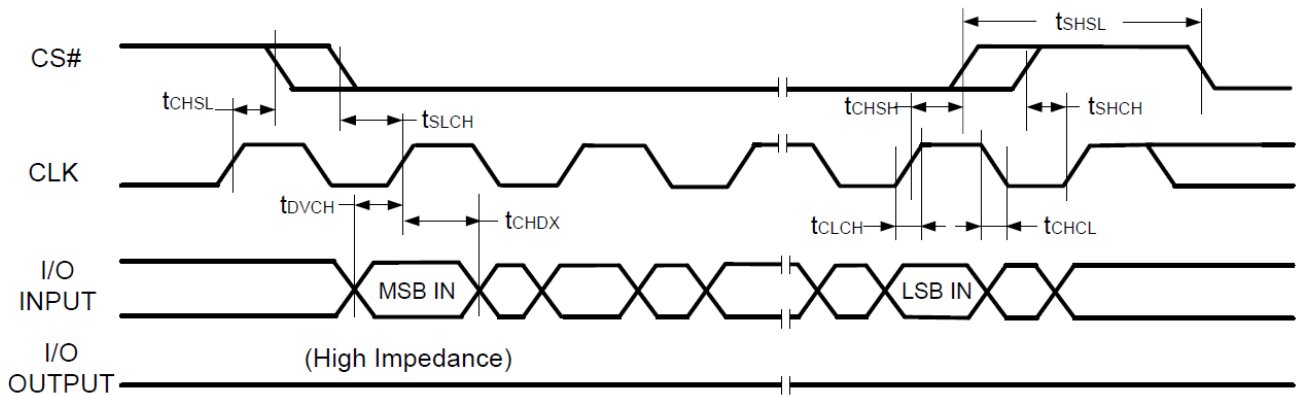 tSHSL
CS#
tCHSL
tSLCH
tCHSH
tSHCH
CLK
tDVCH
tCHDX
tCLCH
tCHCL
I/O
INPUT
MSB IN
LSB IN
I/O
OUTPUT
(High Impedance)